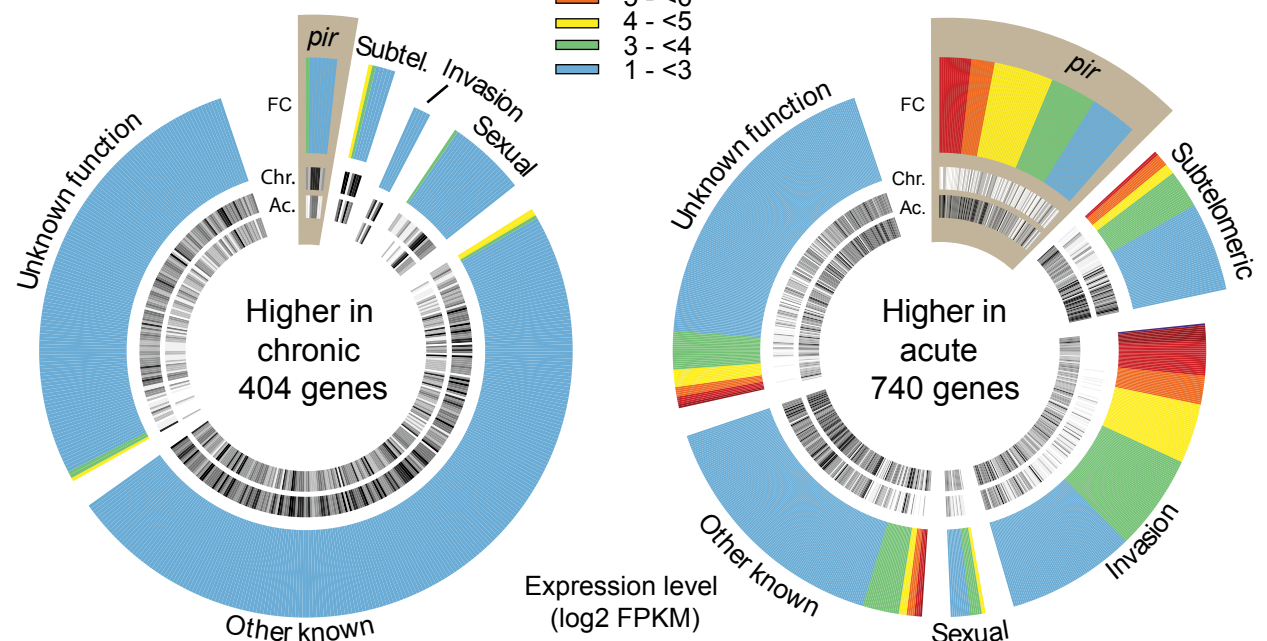 5 - <6
4 - <5
3 - <4
1 - <3
pir
Subtel.
Invasion
Sexual
FC
Chr.
Ac.
Unknown function
Higher in
chronic
404 genes
Other known
pir
Subtelomeric
FC
Chr.
Ac.
Unknown function
Higher in
acute
740 genes
Invasion
Other known
Sexual
Expression level
(log2 FPKM)